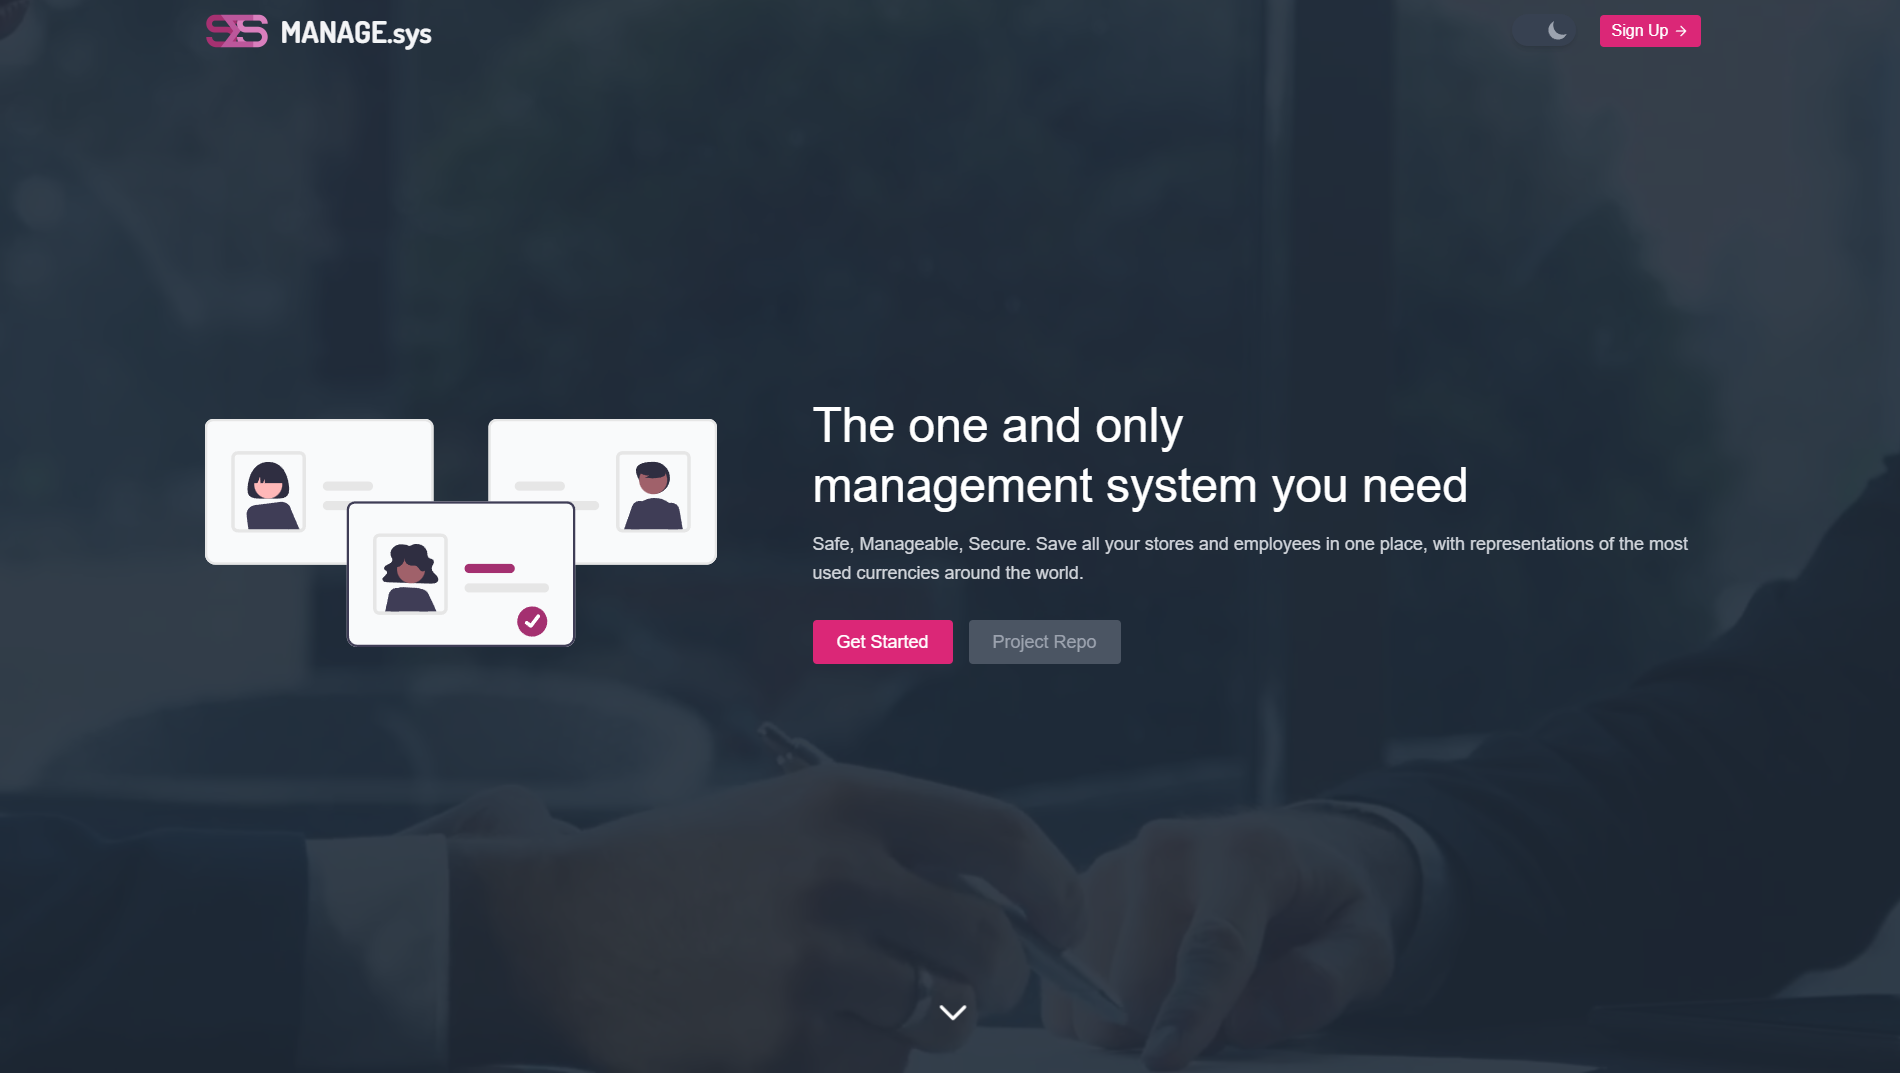 MANAGE.sys
Sign Up →
The one and only
management system you need
Safe, Manageable, Secure. Save all your stores and employees in one place, with representations of the most
used currencies around the world.
Get Started
Project Repo